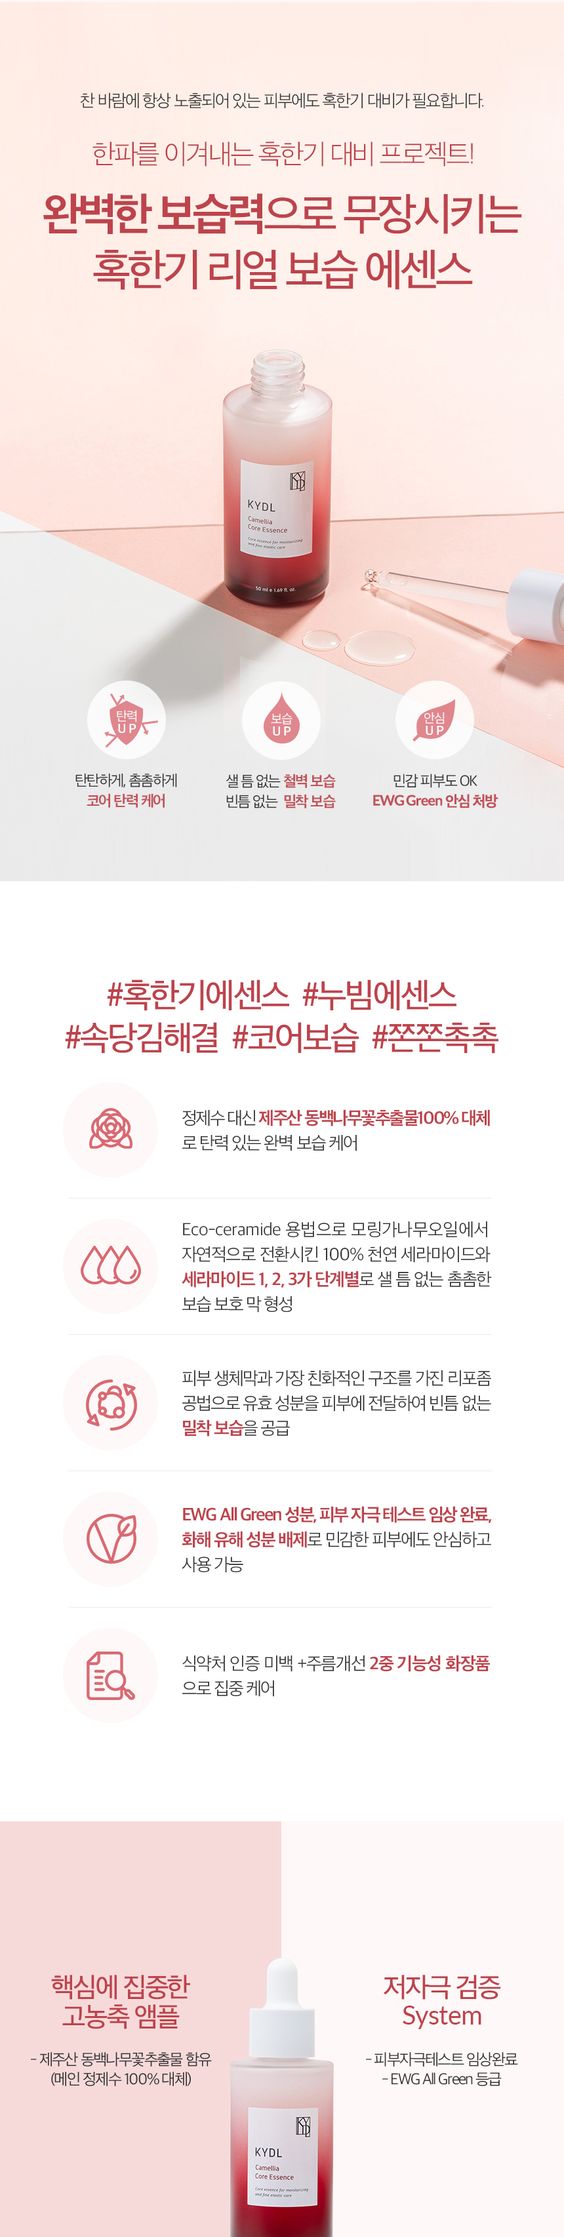 찬 바람에 항상 노출되어 있는 피부에도 혹한기 대비가 필요합니다.
한파를 이겨내는 혹한기 대비 프로젝트!
완벽한 보습력으로 무장시키는
혹한기 리얼 보습 에센스
KYDL
KYDL
Camellia
Core Essence
Core essence for moisturizing
and fine elastic care
50 ml e 1.69 fl. oz.
탄력
UP
탄탄하게, 촘촘하게
코어 탄력 케어
보습
UP
샐 틈 없는 철벽 보습
빈틈 없는 밀착 보습
안심
UP
민감 피부도 OK
EWG Green 안심 처방
#혹한기에센스 #누빔에센스
#속당김해결 #코어보습 #쫀쫀촉촉
정제수 대신 제주산 동백나무꽃추출물100% 대체
로 탄력 있는 완벽 보습 케어
Eco-ceramide 용법으로 모링가나무오일에서
자연적으로 전환시킨 100% 천연 세라마이드와
세라마이드 1, 2, 3가 단계별로 샐 틈 없는 촘촘한
보습 보호 막 형성
피부 생체막과 가장 친화적인 구조를 가진 리포좀
공법으로 유효 성분을 피부에 전달하여 빈틈 없는
밀착 보습을 공급
EWG All Green 성분, 피부 자극 테스트 임상 완료,
화해 유해 성분 배제로 민감한 피부에도 안심하고
사용 가능
식약처 인증 미백 +주름개선 2중 기능성 화장품
으로 집중 케어
핵심에 집중한
고농축 앰플
- 제주산 동백나무꽃추출물 함유
(메인 정제수 100% 대체)
저자극 검증
System
- 피부자극테스트 임상완료
- EWG All Green 등급
KYDL
KYDL
Camellia
Core Essence
Core essence for moisturizing
and fine elastic care